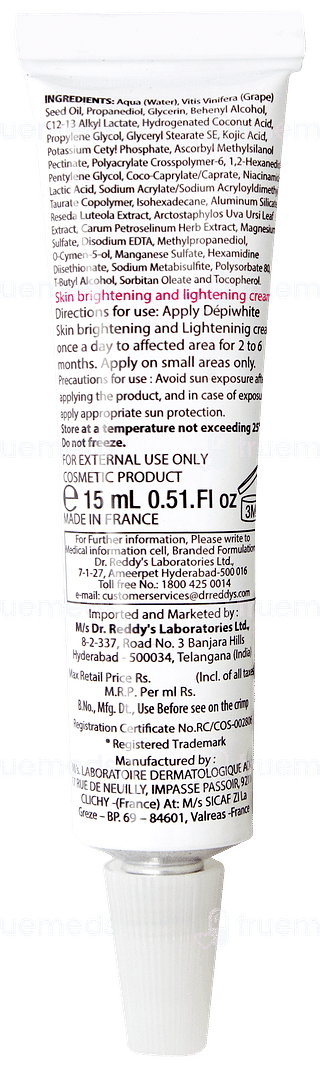 INGREDIENTS: Aqua (Water), Vitis Vinifera (Grape)
Seed Oil, Propanediol, Glycerin, Behenyl Alcohol,
C12-13 Alkyl Lactate, Hydrogenated Coconut Acid,
Propylene Glycol, Glyceryl Stearate SE, Kojic Acid,
Potassium Cetyl Phosphate, Ascorbyl Methylsilanol
Pectinate, Polyacrylate Crosspolymer-6, 1,2-Hexaned
Pentylene Glycol, Coco-Caprylate/Caprate, Niacinami
Lactic Acid, Sodium Acrylate/Sodium Acryloyldimethyl
Taurate Copolymer, Isohexadecane, Aluminum Silicate
Reseda Luteola Extract, Arctostaphylos Uva Ursi Leaf
Extract, Carum Petroselinum Herb Extract, Magnesium
Sulfate, Disodium EDTA, Methylpropanediol,
O-Cymen-5-ol, Manganese Sulfate, Hexamidine
Diisethionate, Sodium Metabisulfite, Polysorbate 80,
T-Butyl Alcohol, Sorbitan Oleate and Tocopherol.
Skin brightening and lightening cream
Directions for use: Apply Dépiwhite
Skin brightening and Lightеninig crea
once a day to affected area for 2 to 6
months. Apply on small areas only.
Precautions for use : Avoid sun exposure afte
applying the product, and in case of exposu
apply appropriate sun protection.
Store at a temperature not exceeding 25°
Do not freeze.
FOR EXTERNAL USE ONLY
COSMETIC PRODUCT
e 15 mL 0.51.Fl oz
3M
MADE IN FRANCE
For Further information, Please write to
Medical information cell, Branded Formulation
Dr. Reddy's Laboratories Ltd.,
7-1-27, Ameerpet Hyderabad-500 016
Toll free No.: 1800 425 0014
e-mail: customerservices@drreddys.com
Imported and Marketed by :
M/s Dr. Reddy's Laboratories Ltd.,
8-2-337, Road No. 3 Banjara Hills
Hyderabad - 500034, Telangana (India)
Max Retail Price Rs. (Incl. of all taxes)
M.R.P. Per ml Rs.
B.No., Mfg. Dt., Use Before see on the crimp
Registration Certificate No.RC/COS-002806
* Registered Trademark
Manufactured by :
M/s. LABORATOIRE DERMATOLOGIQUE AC
RUE DE NEUILLY, IMPASSE PASSOIR, 921
CLICHY -(France) At: M/s SICAF ZI La
Greze – BP. 69 – 84601, Valreas -France
truemeds